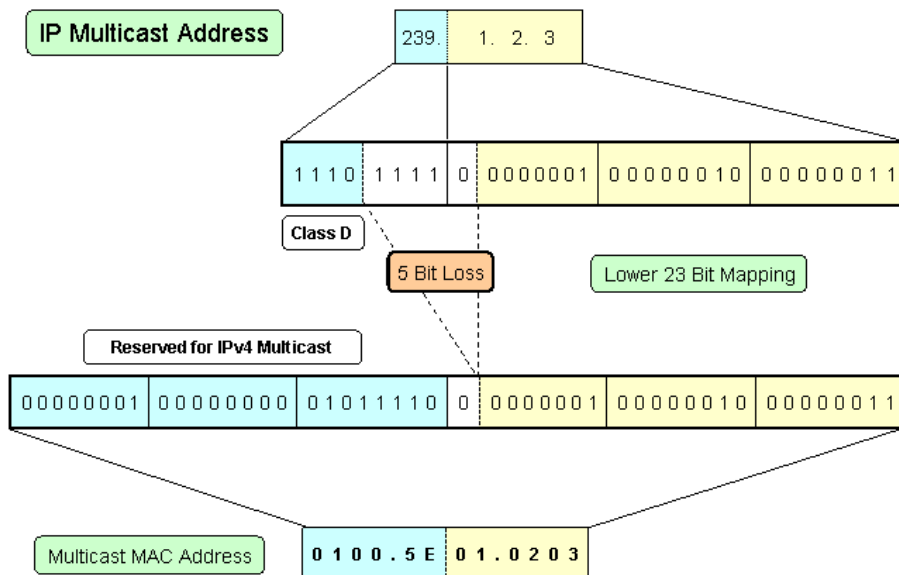 IP Multicast Address
239. 1. 2. 3
1110 1111 0 0000001 00000010 00000011
Class D
5 Bit Loss
Lower 23 Bit Mapping
Reserved for IPv4 Multicast
00000001 00000000 01011110 0 0000001 00000010 00000011
Multicast MAC Address
0100.5E 01.0203